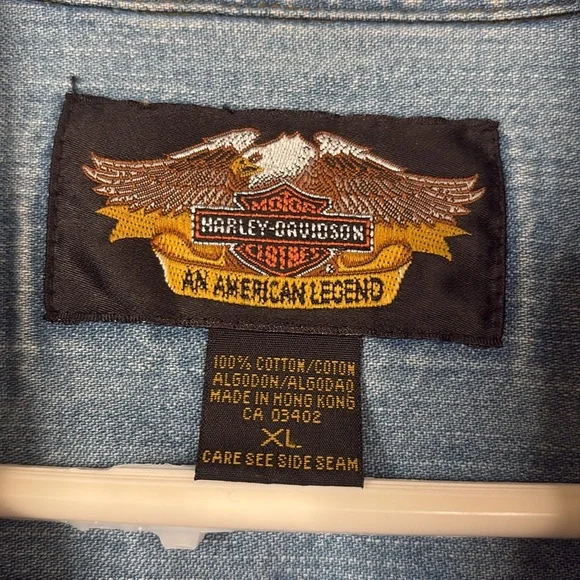 MOTOR
HARLEY-DAVIDSON
CYCLES
®
AN AMERICAN LEGEND
100% COTTON/COTON
ALGODON/ALGODAO
MADE IN HONG KONG
CA 03402
XL
CARE SEE SIDE SEAM